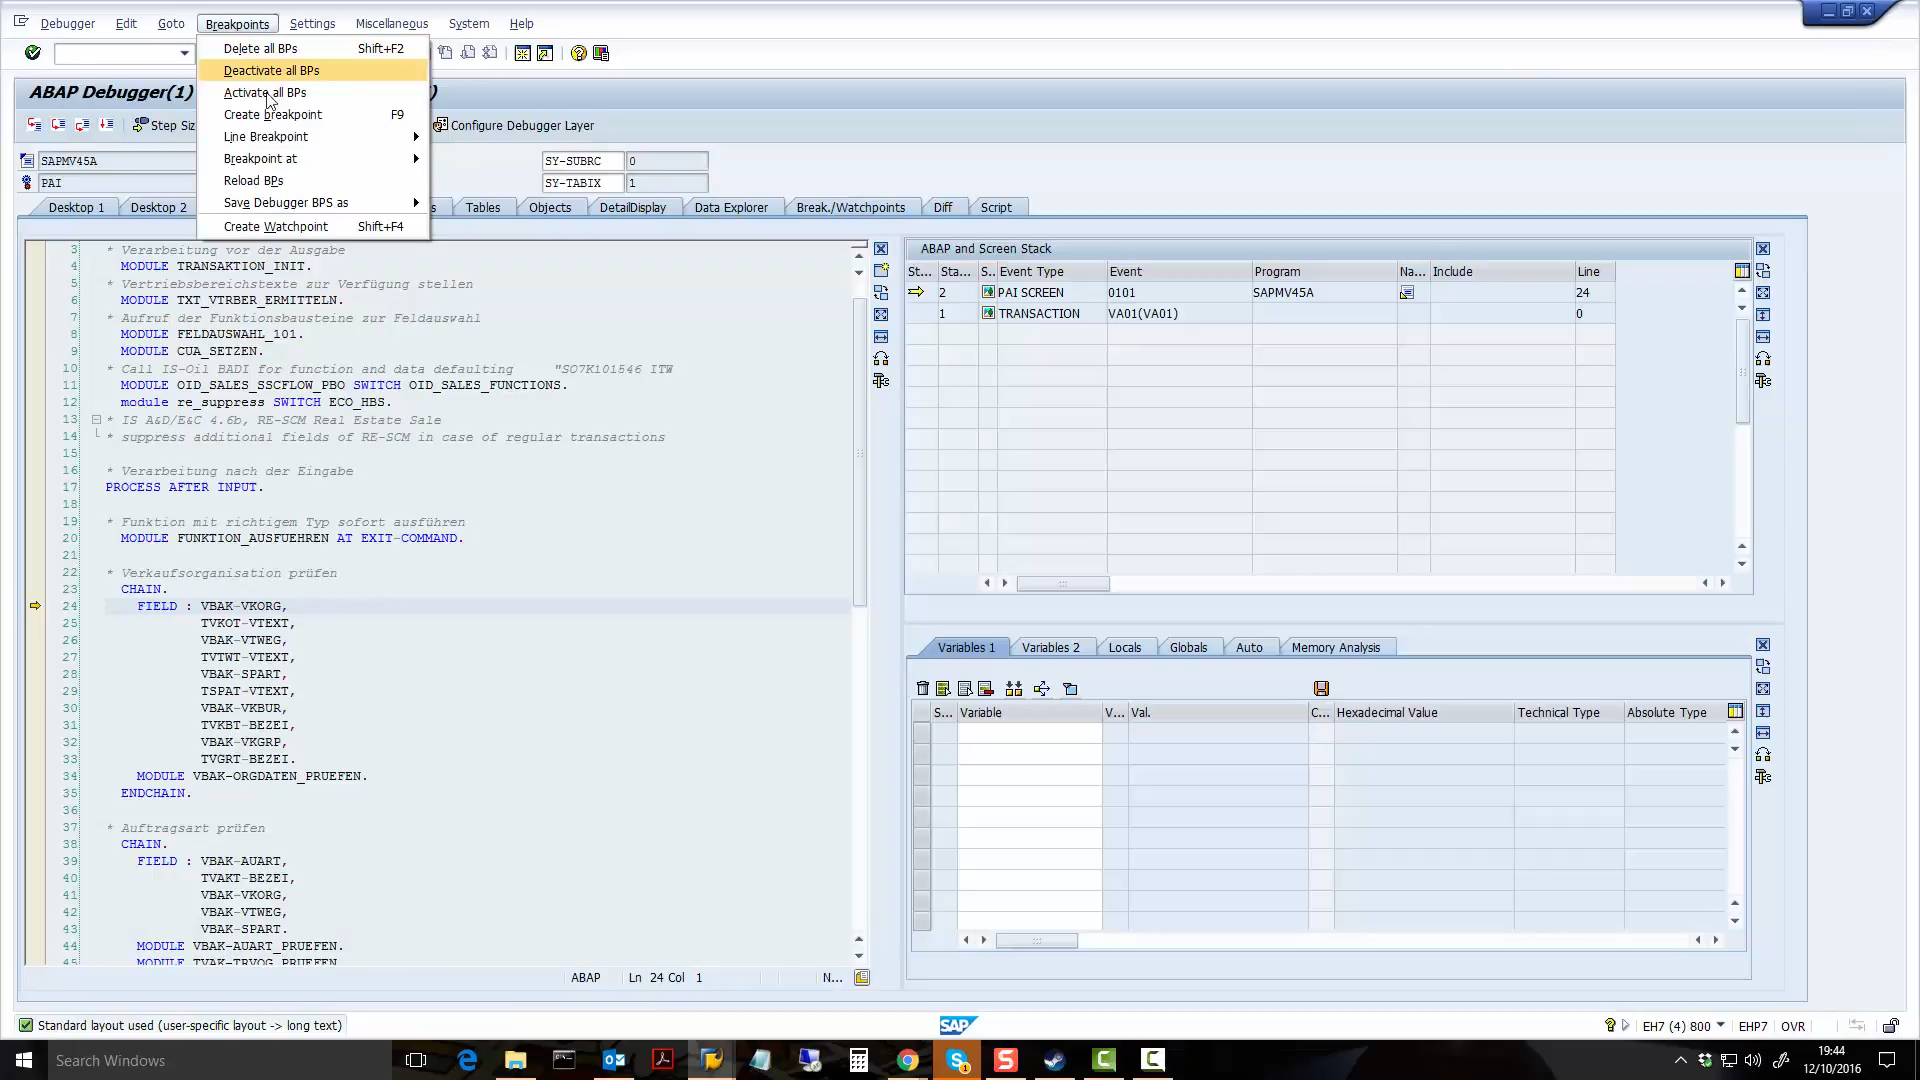 Debugger Edit Goto Breakpoints Settings Miscellaneous System Help
Delete all BPs Shift+F2
Deactivate all BPs
Activate all BPs
Create breakpoint F9
Line Breakpoint
Breakpoint at
Reload BPs
Save Debugger BPS as
Create Watchpoint Shift+F4
ABAP Debugger(1) )
Step Siz Configure Debugger Layer
SAPMV45A SY-SUBRC 0
PAI SY-TABIX 1
Desktop 1 Desktop 2 s Tables Objects DetailDisplay Data Explorer Break./Watchpoints Diff Script
3 * Verarbeitung vor der Ausgabe
4 MODULE TRANSAKTION_INIT.
5 * Vertriebsbereichstexte zur Verfügung stellen
6 MODULE TXT_VTRBER_ERMITTELN.
7 * Aufruf der Funktionsbausteine zur Feldauswahl
8 MODULE FELDAUSWAHL_101.
9 MODULE CUA_SETZEN.
10 * Call IS-Oil BADI for function and data defaulting "SO7K101546 ITW
11 MODULE OID_SALES_SSCFLOW_PBO SWITCH OID_SALES_FUNCTIONS.
12 module re_suppress SWITCH ECO_HBS.
13 * IS A&D/E&C 4.6b, RE-SCM Real Estate Sale
14 * suppress additional fields of RE-SCM in case of regular transactions
15
16 * Verarbeitung nach der Eingabe
17 PROCESS AFTER INPUT.
18
19 * Funktion mit richtigem Typ sofort ausführen
20 MODULE FUNKTION_AUSFUEHREN AT EXIT-COMMAND.
21
22 * Verkaufsorganisation prüfen
23 CHAIN.
24 FIELD : VBAK-VKORG,
25 TVKOT-VTEXT,
26 VBAK-VTWEG,
27 TVTWT-VTEXT,
28 VBAK-SPART,
29 TSPAT-VTEXT,
30 VBAK-VKBUR,
31 TVKBT-BEZEI,
32 VBAK-VKGRP,
33 TVGRT-BEZEI.
34 MODULE VBAK-ORGDATEN_PRUEFEN.
35 ENDCHAIN.
36
37 * Auftragsart prüfen
38 CHAIN.
39 FIELD : VBAK-AUART,
40 TVAKT-BEZEI,
41 VBAK-VKORG,
42 VBAK-VTWEG,
43 VBAK-SPART.
44 MODULE VBAK-AUART_PRUEFEN.
45 MODULE TVAK-TRVOG_PRUEFEN
ABAP Ln 24 Col 1 N...
ABAP and Screen Stack
St... Sta... S.. Event Type Event Program Na... Include Line
2 PAI SCREEN 0101 SAPMV45A 24
1 TRANSACTION VA01(VA01) 0
Variables 1 Variables 2 Locals Globals Auto Memory Analysis
S... Variable V... Val. C... Hexadecimal Value Technical Type Absolute Type
Standard layout used (user-specific layout -> long text) SAP EH7 (4) 800 EHP7 OVR
Search Windows
19:44
12/10/2016